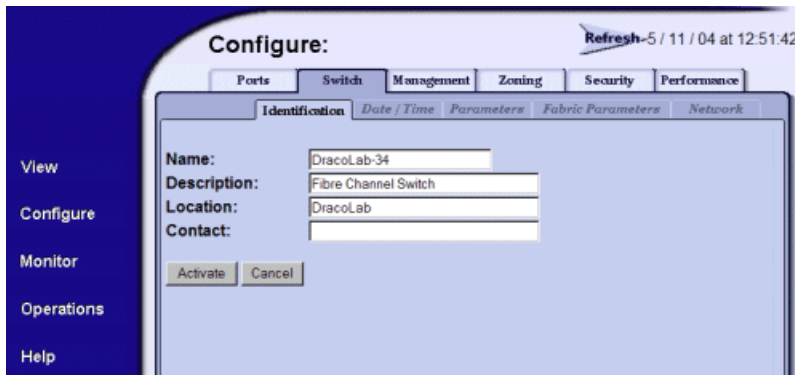 Configure:
Refresh-5 / 11 / 04 at 12:51:42
Ports Switch Management Zoning Security Performance
Identification Date / Time Parameters Fabric Parameters Network
Name: DracoLab-34
Description: Fibre Channel Switch
Location: DracoLab
Contact:
Activate Cancel
View
Configure
Monitor
Operations
Help